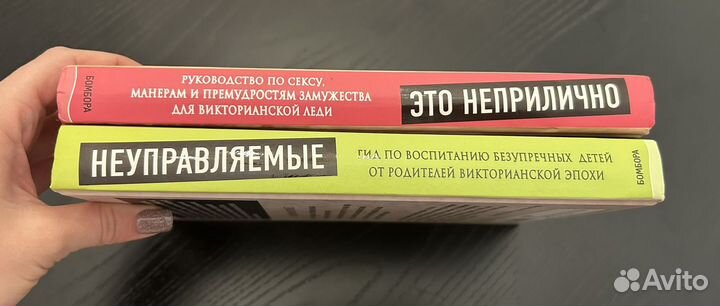 БОМБОРА
РУКОВОДСТВО ПО СЕКСУ,
МАНЕРАМ И ПРЕМУДРОСТЯМ ЗАМУЖЕСТВА
ДЛЯ ВИКТОРИАНСКОЙ ЛЕДИ
ЭТО НЕПРИЛИЧНО
НЕУПРАВЛЯЕМЫЕ
ГИД ПО ВОСПИТАНИЮ БЕЗУПРЕЧНЫХ ДЕТЕЙ
ОТ РОДИТЕЛЕЙ ВИКТОРИАНСКОЙ ЭПОХИ
БОМБОРА
Avito